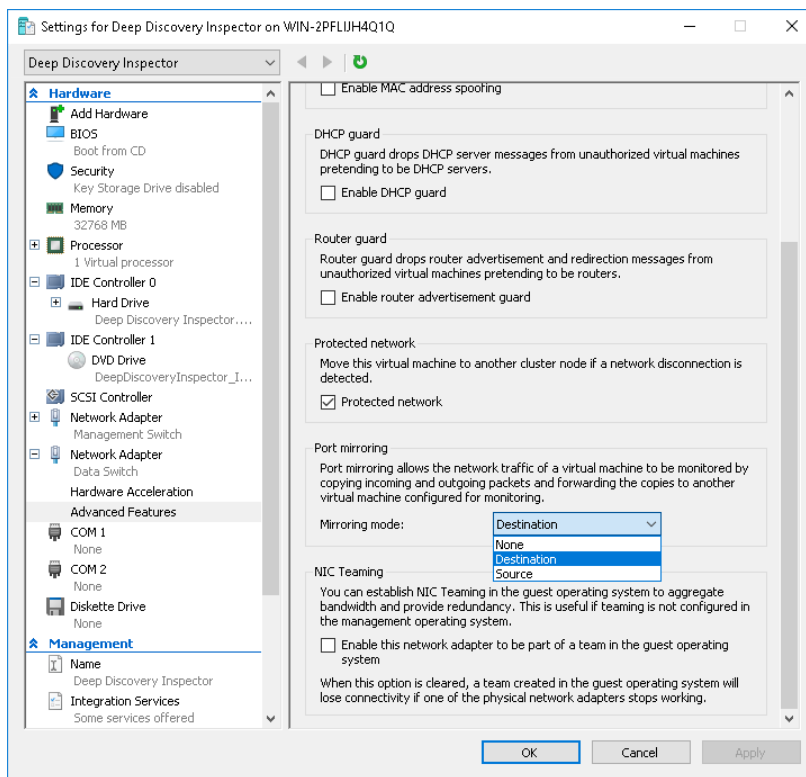 Settings for Deep Discovery Inspector on WIN-2PFLIJH4Q1Q
Deep Discovery Inspector
Hardware
Add Hardware
BIOS
Boot from CD
Security
Key Storage Drive disabled
Memory
32768 MB
Processor
1 Virtual processor
IDE Controller 0
Hard Drive
Deep Discovery Inspector....
IDE Controller 1
DVD Drive
DeepDiscoveryInspector_I...
SCSI Controller
Network Adapter
Management Switch
Network Adapter
Data Switch
Hardware Acceleration
Advanced Features
COM 1
None
COM 2
None
Diskette Drive
None
Management
Name
Deep Discovery Inspector
Integration Services
Some services offered
Enable MAC address spoofing
DHCP guard
DHCP guard drops DHCP server messages from unauthorized virtual machines
pretending to be DHCP servers.
Enable DHCP guard
Router guard
Router guard drops router advertisement and redirection messages from
unauthorized virtual machines pretending to be routers.
Enable router advertisement guard
Protected network
Move this virtual machine to another cluster node if a network disconnection is
detected.
Protected network
Port mirroring
Port mirroring allows the network traffic of a virtual machine to be monitored by
copying incoming and outgoing packets and forwarding the copies to another
virtual machine configured for monitoring.
Mirroring mode: Destination
None
Destination
Source
NIC Teaming
You can establish NIC Teaming in the guest operating system to aggregate
bandwidth and provide redundancy. This is useful if teaming is not configured in
the management operating system.
Enable this network adapter to be part of a team in the guest operating
system
When this option is cleared, a team created in the guest operating system will
lose connectivity if one of the physical network adapters stops working.
OK Cancel Apply